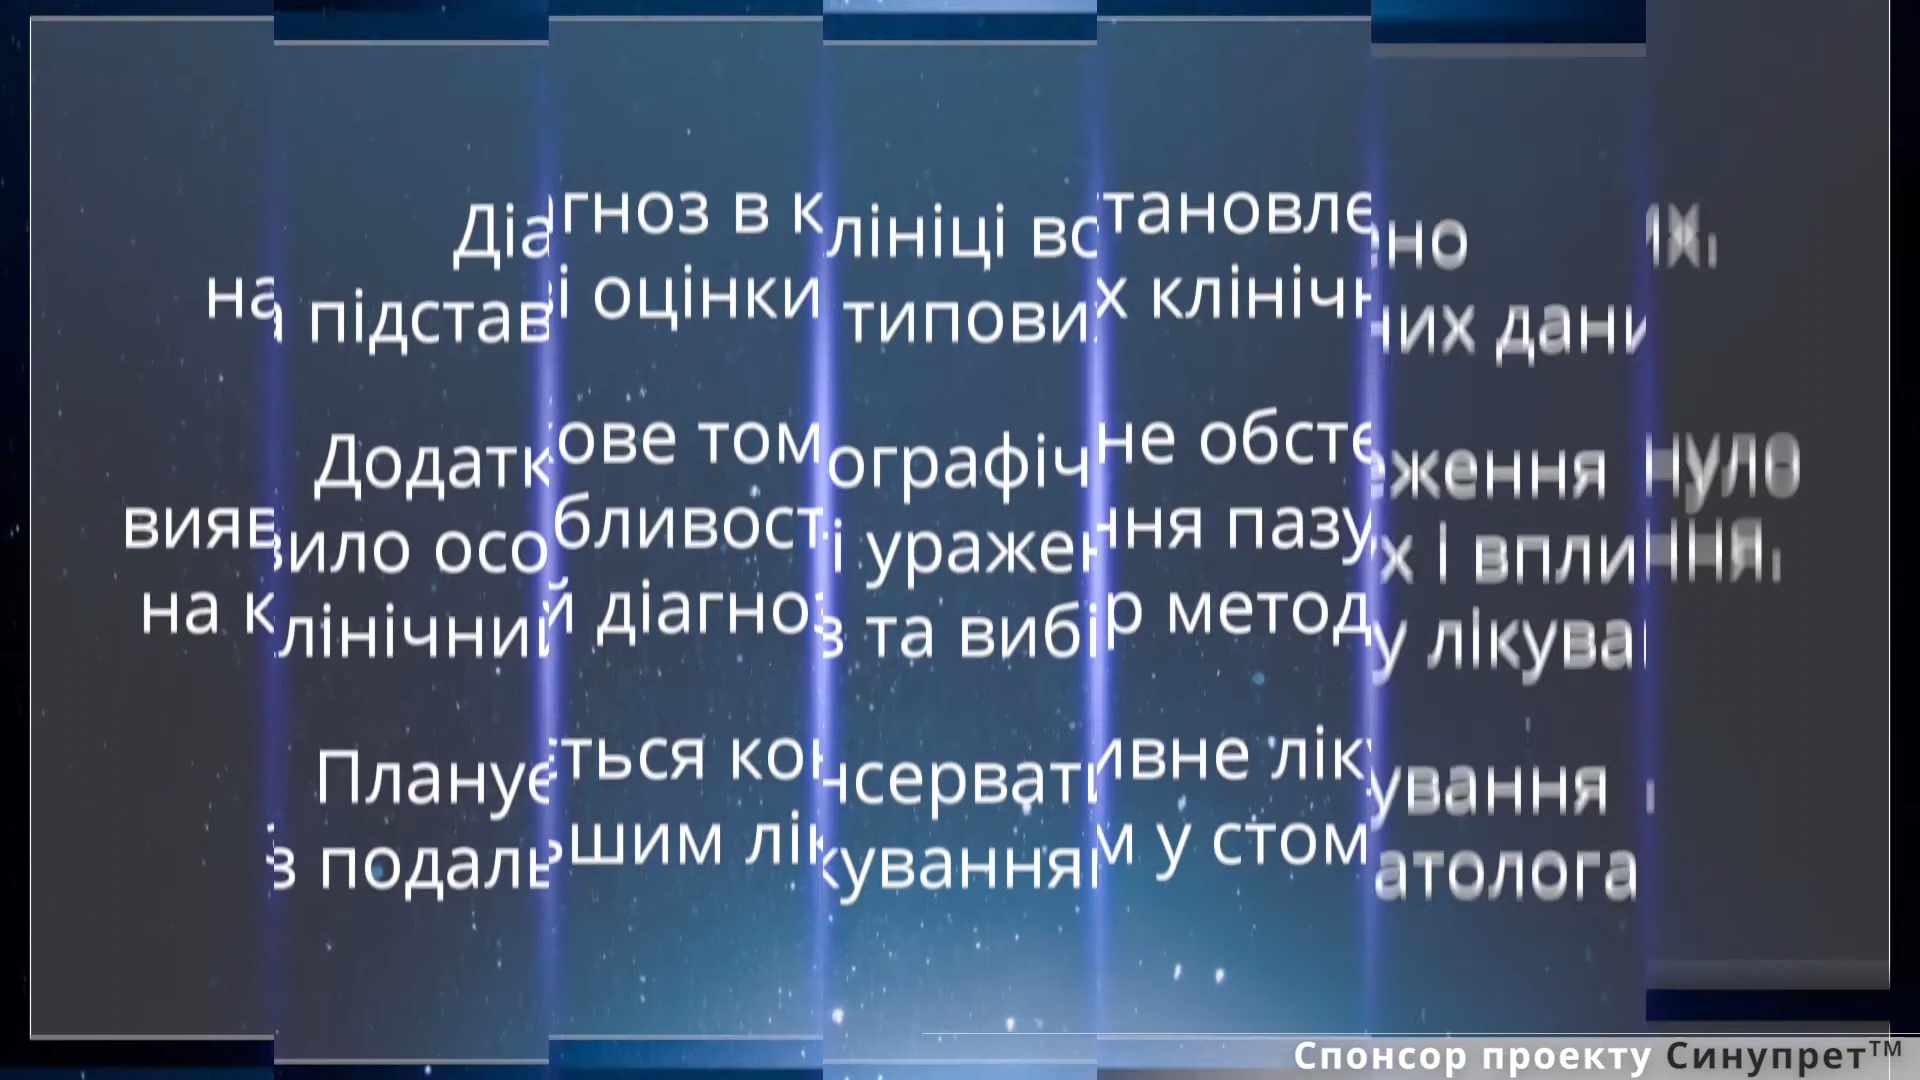 Діагноз в клініці встановлено
на підставі оцінки типових клінічних даних.
Додаткове томографічне обстеження
виявило особливості ураження пазух і вплинуло
на клінічний діагноз та вибір методу лікування.
Планується консервативне лікування
з подальшим лікуванням у стоматолога
Спонсор проекту Синупрет™